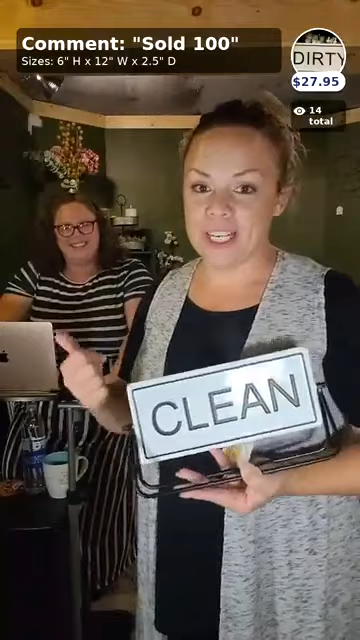 Comment: "Sold 100"
Sizes: 6" H x 12" W x 2.5" D
DIRTY
$27.95
14
total
CLEAN